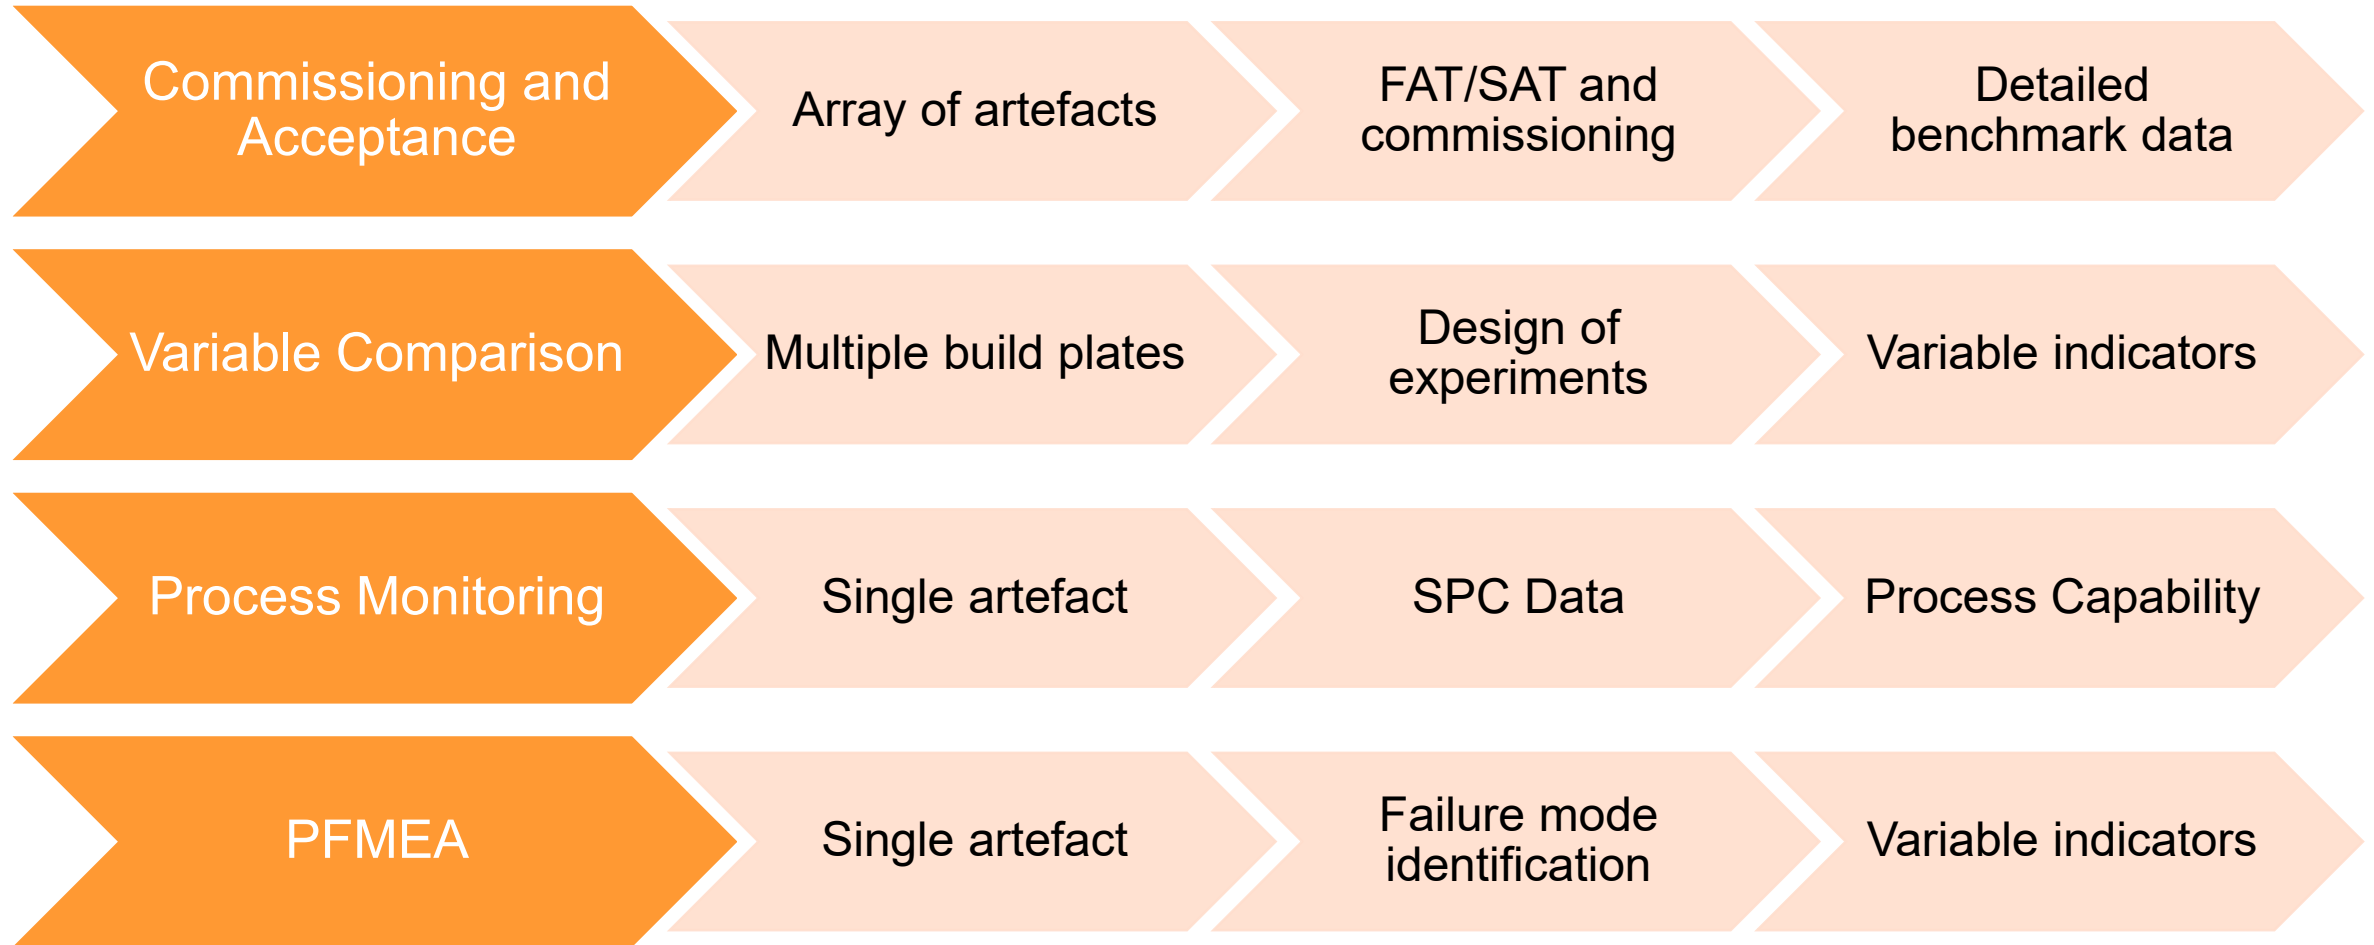 Commissioning and
Acceptance
Array of artefacts
FAT/SAT and
commissioning
Detailed
benchmark data
Variable Comparison
Multiple build plates
Design of
experiments
Variable indicators
Process Monitoring
Single artefact
SPC Data
Process Capability
PFMEA
Single artefact
Failure mode
identification
Variable indicators